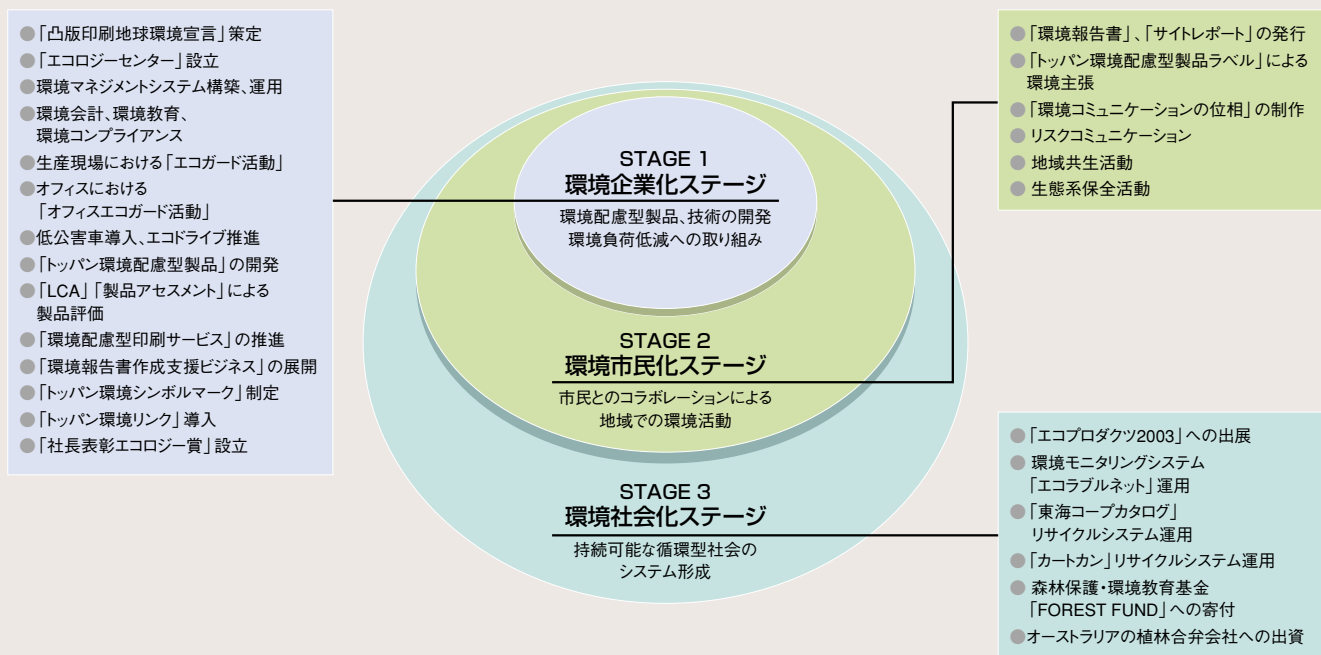 ●「凸版印刷地球環境宣言」策定
●「エコロジーセンター」設立
●環境マネジメントシステム構築、運用
●環境会計、環境教育、
環境コンプライアンス
●生産現場における「エコガード活動」
●オフィスにおける
「オフィスエコガード活動」
●低公害車導入、エコドライブ推進
●「トッパン環境配慮型製品」の開発
●「LCA」「製品アセスメント」による
製品評価
●「環境配慮型印刷サービス」の推進
●「環境報告書作成支援ビジネス」の展開
●「トッパン環境シンボルマーク」制定
●「トッパン環境リンク」導入
●「社長表彰エコロジー賞」設立
STAGE 1
環境企業化ステージ
環境配慮型製品、技術の開発
環境負荷低減への取り組み
STAGE 2
環境市民化ステージ
市民とのコラボレーションによる
地域での環境活動
STAGE 3
環境社会化ステージ
持続可能な循環型社会の
システム形成
●「環境報告書」、「サイトレポート」の発行
●「トッパン環境配慮型製品ラベル」による
環境主張
●「環境コミュニケーションの位相」の制作
● リスクコミュニケーション
● 地域共生活動
● 生態系保全活動
●「エコプロダクツ2003」への出展
● 環境モニタリングシステム
「エコラブルネット」運用
●「東海コープカタログ」
リサイクルシステム運用
●「カートカン」リサイクルシステム運用
● 森林保護・環境教育基金
「FOREST FUND」への寄付
●オーストラリアの植林合弁会社への出資